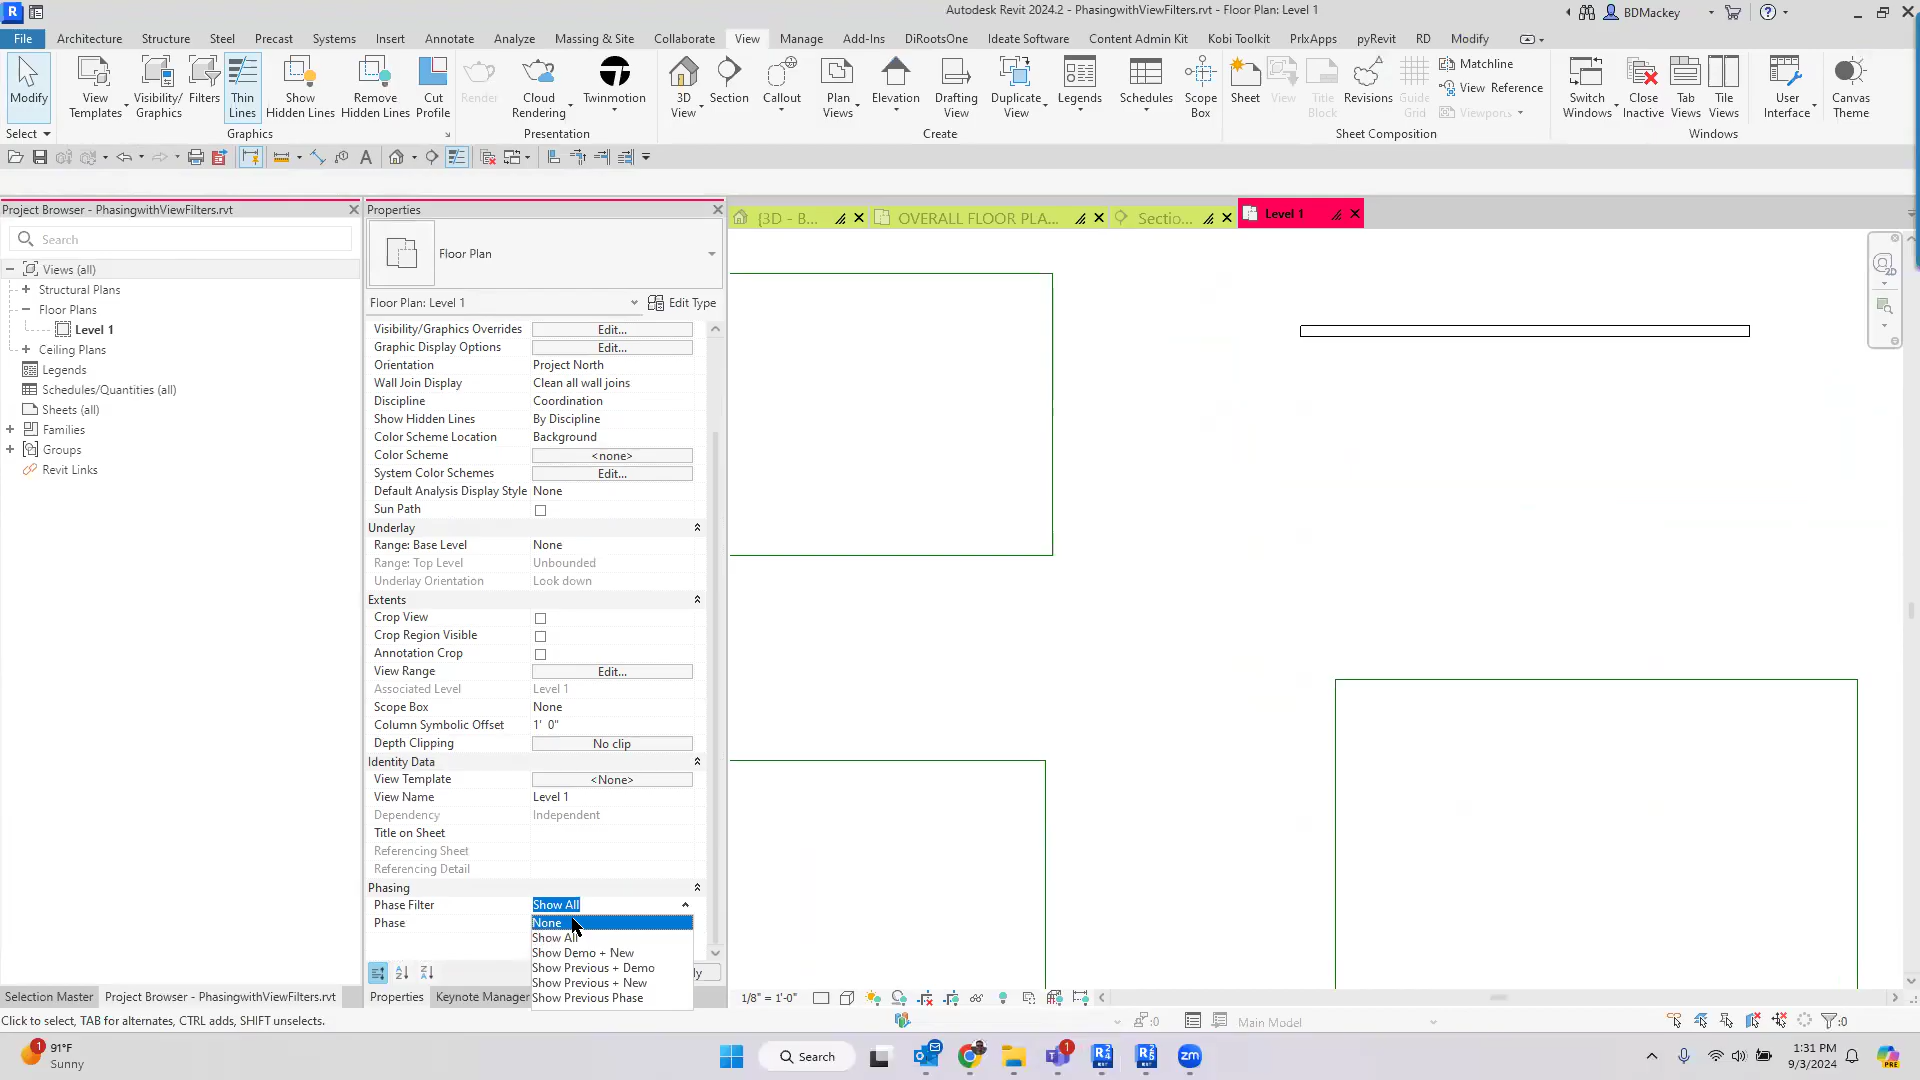 Autodesk Revit 2024.2 - PhasingwithViewFilters.rvt - Floor Plan: Level 1
BDMackey
File Architecture Structure Steel Precast Systems Insert Annotate Analyze Massing & Site Collaborate View Manage Add-Ins DiRootsOne Ideate Software Content Admin Kit Kobi Toolkit PrlxApps pyRevit RD Modify
Modify
View Templates
Visibility/ Graphics
Filters
Thin Lines
Show Hidden Lines
Remove Hidden Lines
Cut Profile
Render
Cloud Rendering
Twinmotion
3D View
Section
Callout
Plan Views
Elevation
Drafting View
Duplicate View
Legends
Schedules
Scope Box
Sheet
View
Title Block
Revisions
Guide Grid
Matchline
View Reference
Viewports
Switch Windows
Close Inactive
Tab Views
Tile Views
User Interface
Canvas Theme
Select Graphics Presentation Create Sheet Composition Windows
Project Browser - PhasingwithViewFilters.rvt
Search
Views (all)
Structural Plans
Floor Plans
Level 1
Ceiling Plans
Legends
Schedules/Quantities (all)
Sheets (all)
Families
Groups
Revit Links
Properties
Floor Plan
Floor Plan: Level 1 Edit Type
Visibility/Graphics Overrides Edit...
Graphic Display Options Edit...
Orientation Project North
Wall Join Display Clean all wall joins
Discipline Coordination
Show Hidden Lines By Discipline
Color Scheme Location Background
Color Scheme <none>
System Color Schemes Edit...
Default Analysis Display Style None
Sun Path
Underlay
Range: Base Level None
Range: Top Level Unbounded
Underlay Orientation Look down
Extents
Crop View
Crop Region Visible
Annotation Crop
View Range Edit...
Associated Level Level 1
Scope Box None
Column Symbolic Offset 1' 0"
Depth Clipping No clip
Identity Data
View Template <None>
View Name Level 1
Dependency Independent
Title on Sheet
Referencing Sheet
Referencing Detail
Phasing
Phase Filter Show All
Phase
None
Show All
Show Demo + New
Show Previous + Demo
Show Previous + New
Show Previous Phase
ly
{3D - B... OVERALL FLOOR PLA... Sectio... Level 1
2D
Selection Master Project Browser - PhasingwithViewFilters.rvt Properties Keynote Manager
1/8" = 1'-0"
Click to select, TAB for alternates, CTRL adds, SHIFT unselects.
:0
Main Model
:0
1
91°F
Sunny
Search
1
1:31 PM
9/3/2024